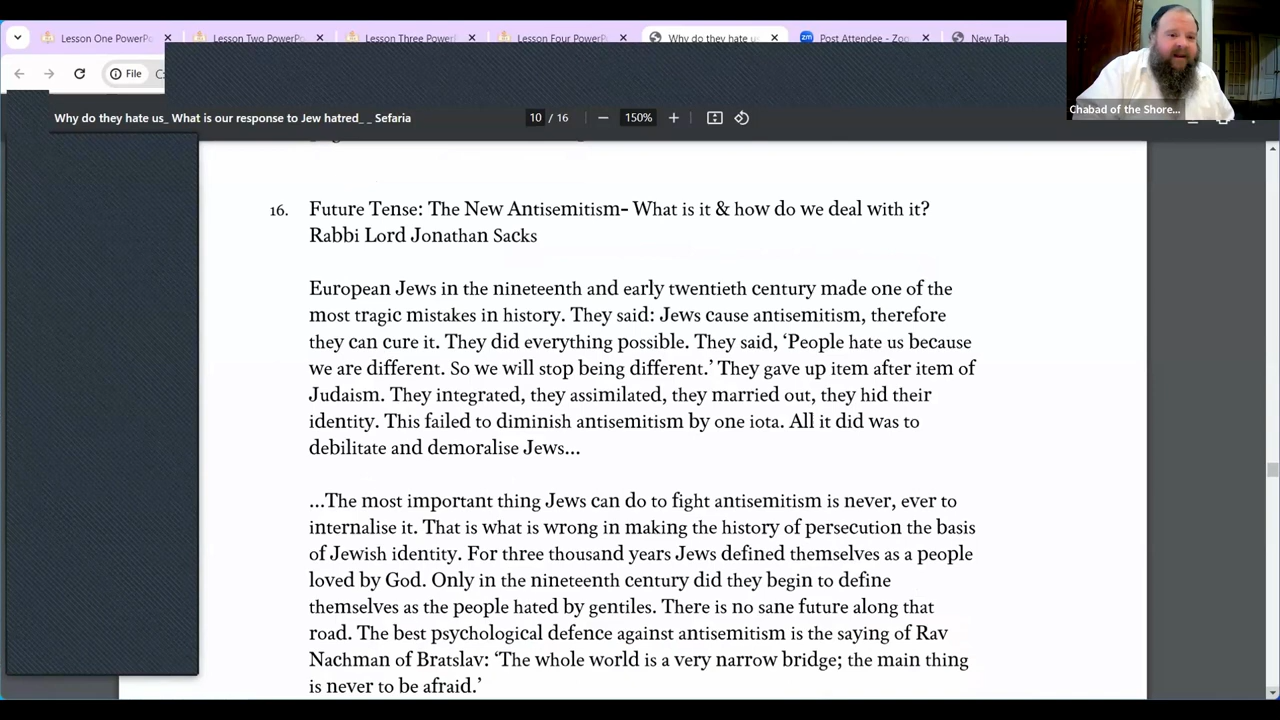 Lesson One PowerP
Lesson Two PowerP
Lesson Three Power
Lesson Four PowerP
Why do they hate us
Post Attendee - Zoo
New Tab
File
Why do they hate us_ What is our response to Jew hatred_ _ Sefaria
10 / 16
150%
Chabad of the Shore...
16. Future Tense: The New Antisemitism- What is it & how do we deal with it?
Rabbi Lord Jonathan Sacks
European Jews in the nineteenth and early twentieth century made one of the
most tragic mistakes in history. They said: Jews cause antisemitism, therefore
they can cure it. They did everything possible. They said, ‘People hate us because
we are different. So we will stop being different.’ They gave up item after item of
Judaism. They integrated, they assimilated, they married out, they hid their
identity. This failed to diminish antisemitism by one iota. All it did was to
debilitate and demoralise Jews...
...The most important thing Jews can do to fight antisemitism is never, ever to
internalise it. That is what is wrong in making the history of persecution the basis
of Jewish identity. For three thousand years Jews defined themselves as a people
loved by God. Only in the nineteenth century did they begin to define
themselves as the people hated by gentiles. There is no sane future along that
road. The best psychological defence against antisemitism is the saying of Rav
Nachman of Bratslav: ‘The whole world is a very narrow bridge; the main thing
is never to be afraid.’